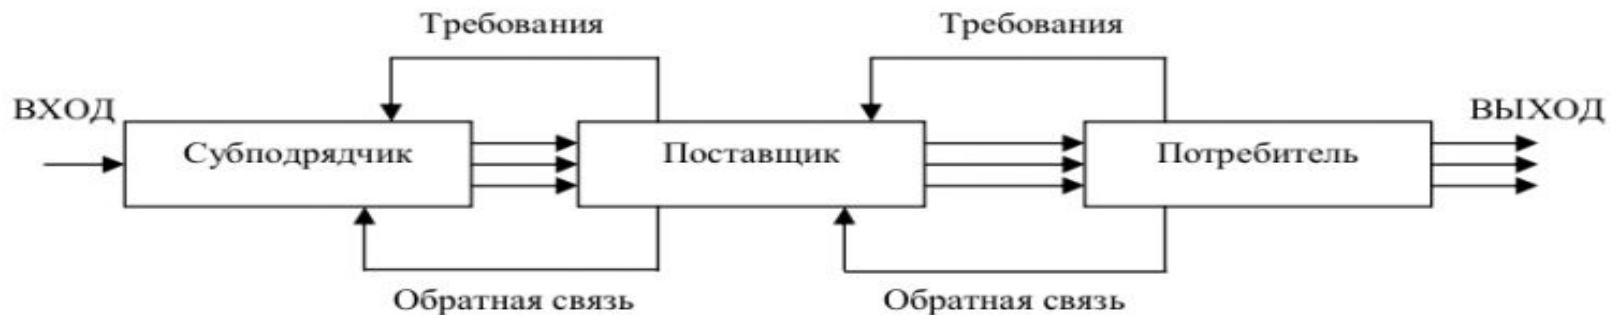 Требования Требования
ВХОД ВЫХОД
Субподрядчик Поставщик Потребитель
Обратная связь Обратная связь